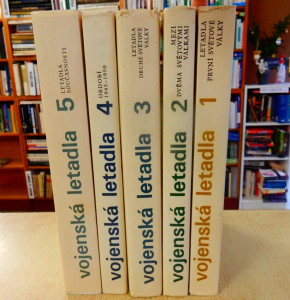 vojenská letadla 5
LETADLA
SOUČASNOSTI
vojenská letadla 4
OBDOBÍ
1945–1950
vojenská letadla 3
LETADLA
DRUHÉ SVĚTOVÉ
VÁLKY
vojenská letadla 2
MEZI
DVĚMA SVĚTOVÝMI
VÁLKAMI
vojenská letadla 1
LETADLA
PRVNÍ SVĚTOVÉ
VÁLKY